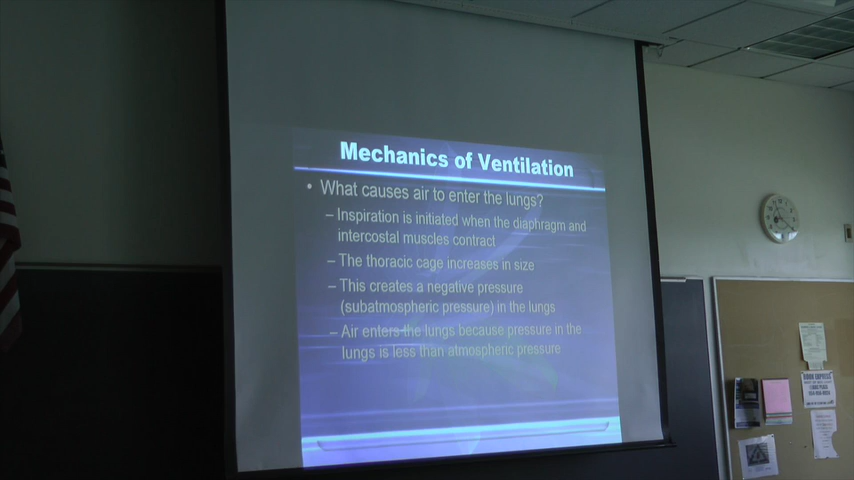 Mechanics of Ventilation
• What causes air to enter the lungs?
– Inspiration is initiated when the diaphragm and
intercostal muscles contract
– The thoracic cage increases in size
– This creates a negative pressure
(subatmospheric pressure) in the lungs
– Air enters the lungs because pressure in the
lungs is less than atmospheric pressure
BOOK EXPRESS